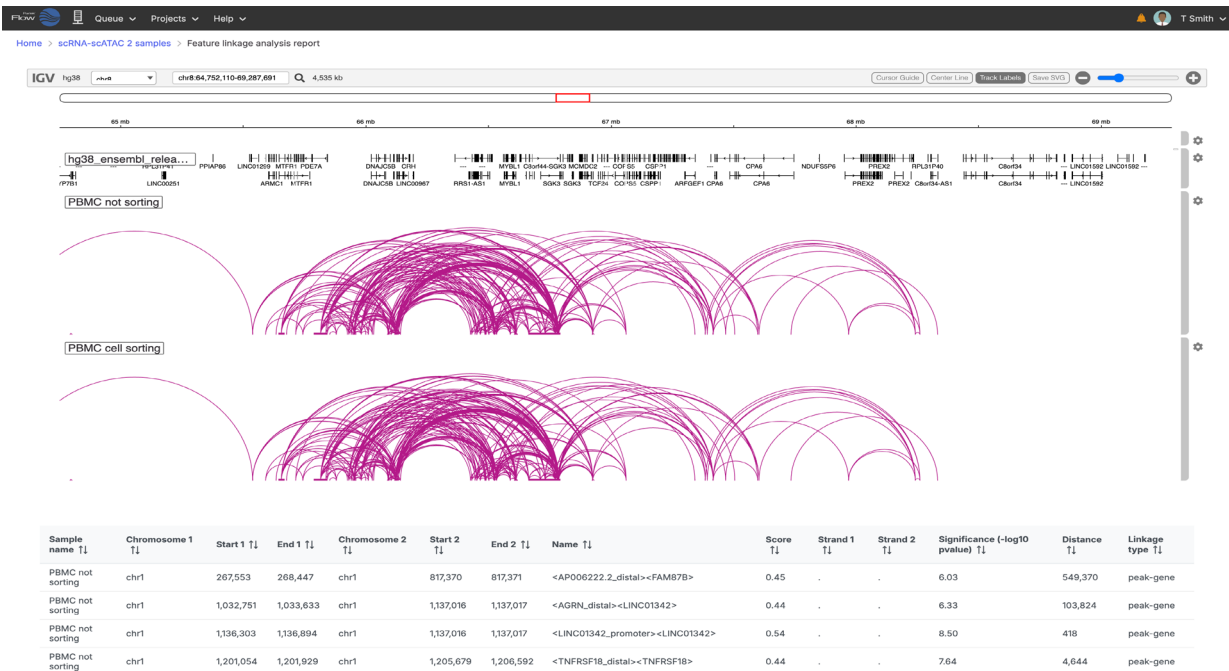 Flow Queue Projects Help T Smith
Home > scRNA-scATAC 2 samples > Feature linkage analysis report
IGV hg38 chr8 chr8:64,752,110-69,287,691 4,535 kb Cursor Guide Center Line Track Labels Save SVG
65 mb 66 mb 67 mb 68 mb 69 mb
hg38_ensembl_relea...
PPIAP86 LINC01299 MTFR1 PDE7A DNAJC5B CRH --- --- MYBL1 C8orf44-SGK3 MCMDC2 --- COPS5 CSPP1 --- CPA6 NDUFS5P6 PREX2 RPL31P40 C8orf34 --- LINC01592 LINC01592 ---
YP7B1 LINC00251 ARMC1 MTFR1 DNAJC5B LINC00967 RRS1-AS1 MYBL1 SGK3 SGK3 TCF24 COPS5 CSPP1 ARFGEF1 CPA6 CPA6 PREX2 PREX2 C8orf34-AS1 C8orf34 --- LINC01592
PBMC not sorting
PBMC cell sorting
Sample name Chromosome 1 Start 1 End 1 Chromosome 2 Start 2 End 2 Name Score Strand 1 Strand 2 Significance (-log10 pvalue) Distance Linkage type
PBMC not sorting chr1 267,553 268,447 chr1 817,370 817,371 <AP006222.2_distal><FAM87B> 0.45 . . 6.03 549,370 peak-gene
PBMC not sorting chr1 1,032,751 1,033,633 chr1 1,137,016 1,137,017 <AGRN_distal><LINC01342> 0.44 . . 6.33 103,824 peak-gene
PBMC not sorting chr1 1,136,303 1,136,894 chr1 1,137,016 1,137,017 <LINC01342_promoter><LINC01342> 0.54 . . 8.50 418 peak-gene
PBMC not sorting chr1 1,201,054 1,201,929 chr1 1,205,679 1,206,592 <TNFRSF18_distal><TNFRSF18> 0.44 . . 7.64 4,644 peak-gene